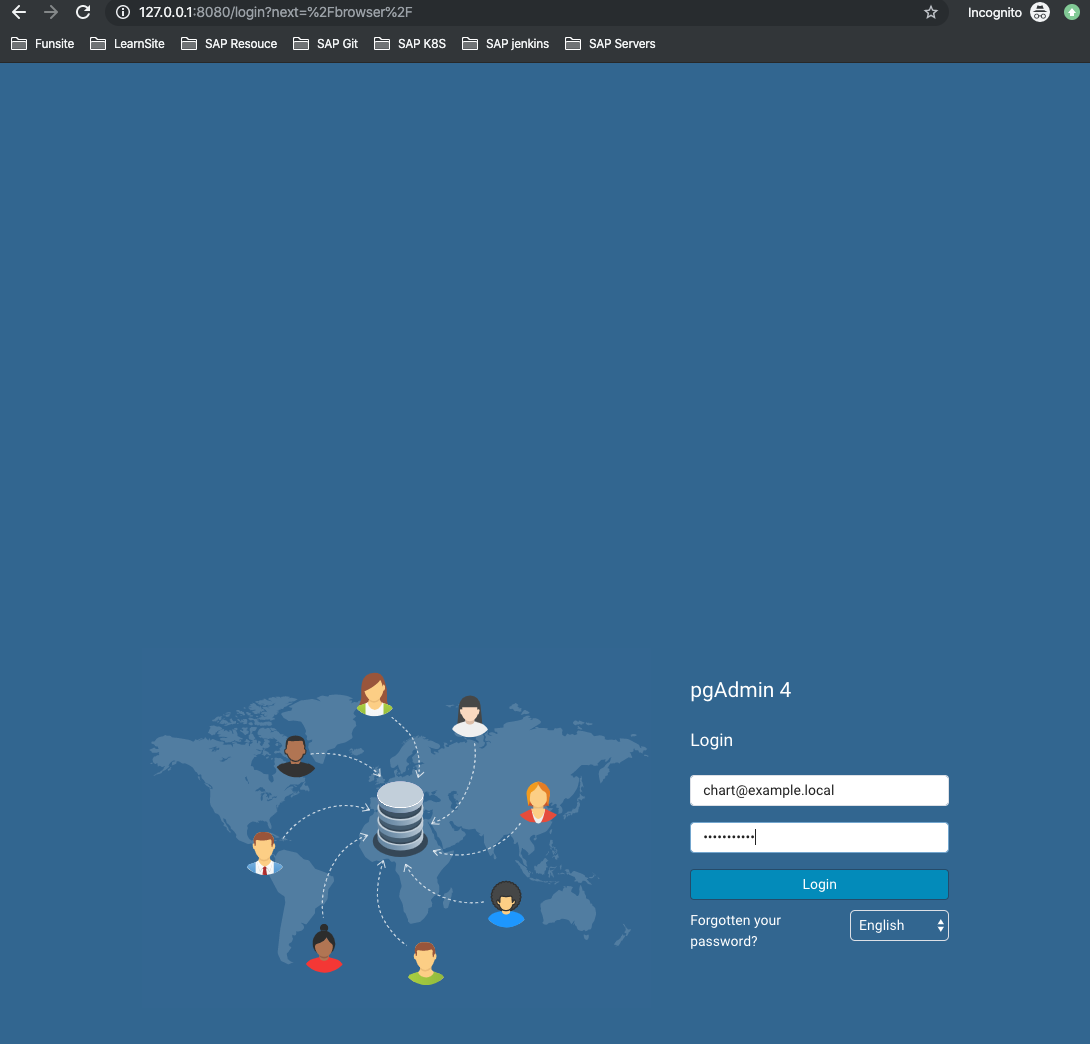 127.0.0.1:8080/login?next=%2Fbrowser%2F
Incognito
Funsite LearnSite SAP Resouce SAP Git SAP K8S SAP jenkins SAP Servers
pgAdmin 4
Login
chart@example.local
•••••••••••
Login
Forgotten your password?
English